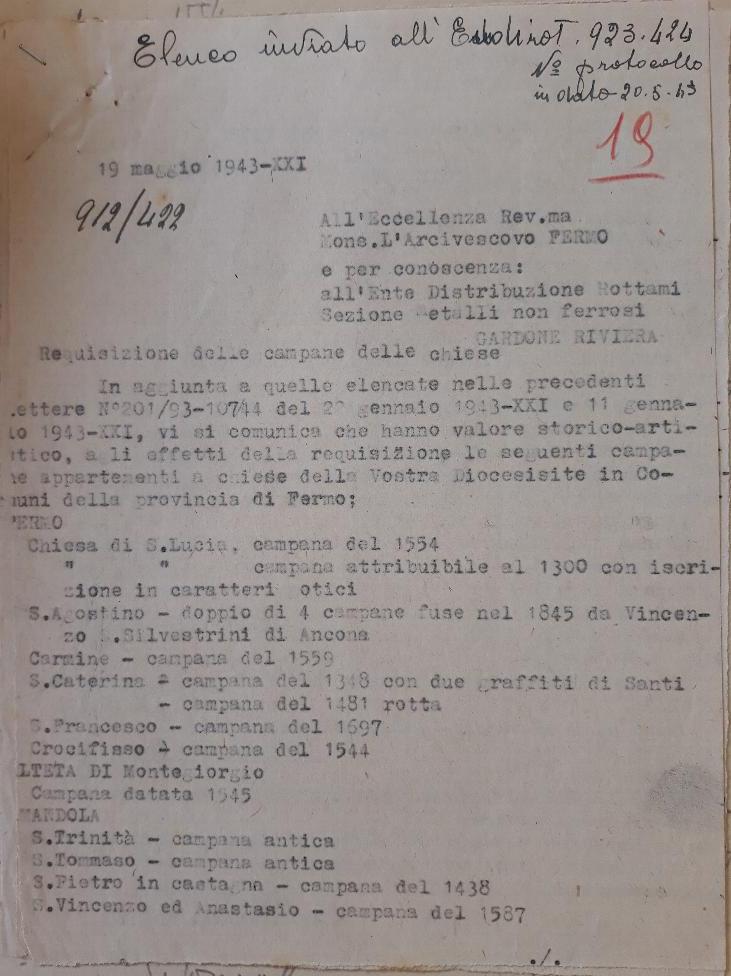 Elenco inviato all' Endirot. 923.424
N° protocollo
in data 20.5.43
19
19 maggio 1943-XXI
912/422
All'Eccellenza Rev.ma
Mons.L'Arcivescovo FERMO
e per conoscenza:
all'Ente Distribuzione Rottami
Sezione Metalli non ferrosi
GARDONE RIVIERA
Requisizione delle campane delle chiese
In aggiunta a quelle elencate nelle precedenti
ettere N°201/93-10744 del gennaio 1943-XXI e 11 genna-
io 1943-XXI, vi si comunica che hanno valore storico-arti-
tico, agli effetti della requisizione le seguenti campa-
ne appartenenti a chiese della Vostra Diocesisite in Co-
muni della provincia di Fermo;
FERMO
Chiesa di S.Lucia, campana del 1554
" " campana attribuibile al 1300 con iscri-
zione in caratteri otici
S.Agostino - doppio di 4 campane fuse nel 1845 da Vincen-
zo S.Silvestrini di Ancona
Carmine - campana del 1559
S.Caterina - campana del 1348 con due graffiti di Santi
- campana del 1481 rotta
S.Francesco - campana del 1697
Crocifisso - campana del 1544
LTETA DI Montegiorgio
Campana datata 1545
MANDOLA
S.Trinità - campana antica
S.Tommaso - campana antica
S.Pietro in castagna - campana del 1438
S.Vincenzo ed Anastasio - campana del 1587
./.